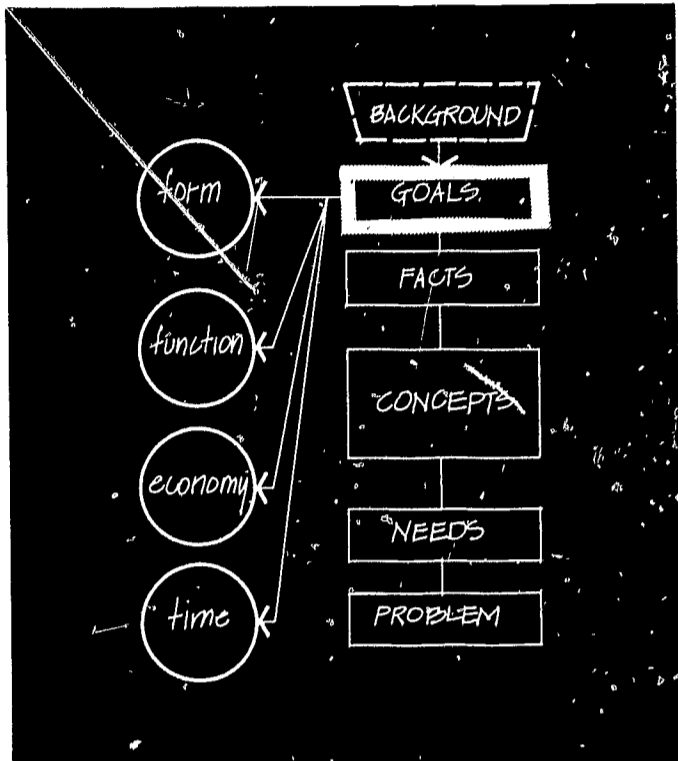 BACKGROUND
GOALS.
form
FACTS
function
CONCEPTS
economy
NEEDS
time
PROBLEM